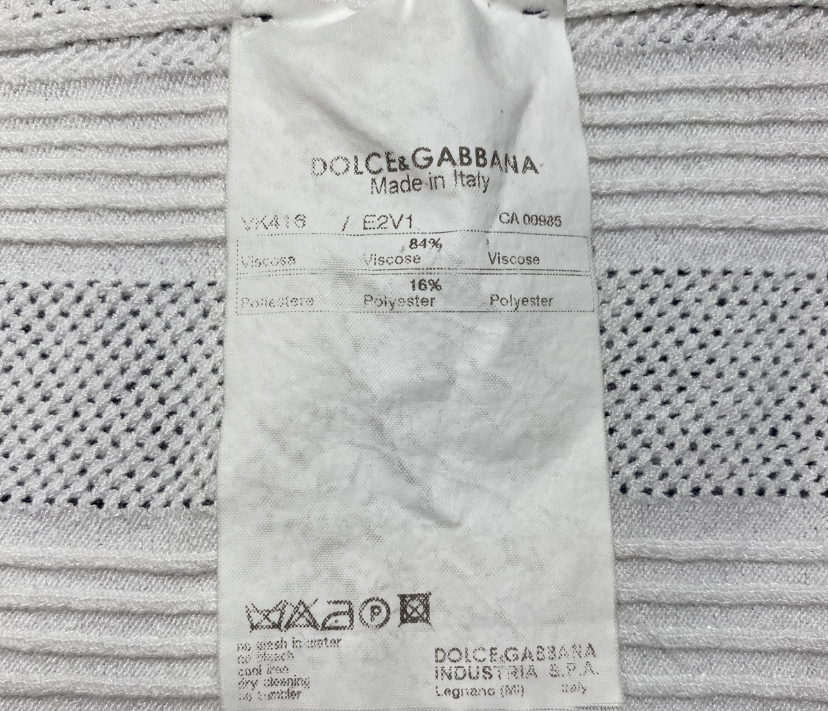 DOLCE&GABBANA
Made in Italy
VK416 / E2V1 CA 00985
84%
Viscosa Viscose Viscose
16%
Poliestere Polyester Polyester
P
no wash in water
no bleach
cool iron
dry cleaning
no tumbler
DOLCE&GABBANA
INDUSTRIA S.P.A.
Legnano (MI) Italy